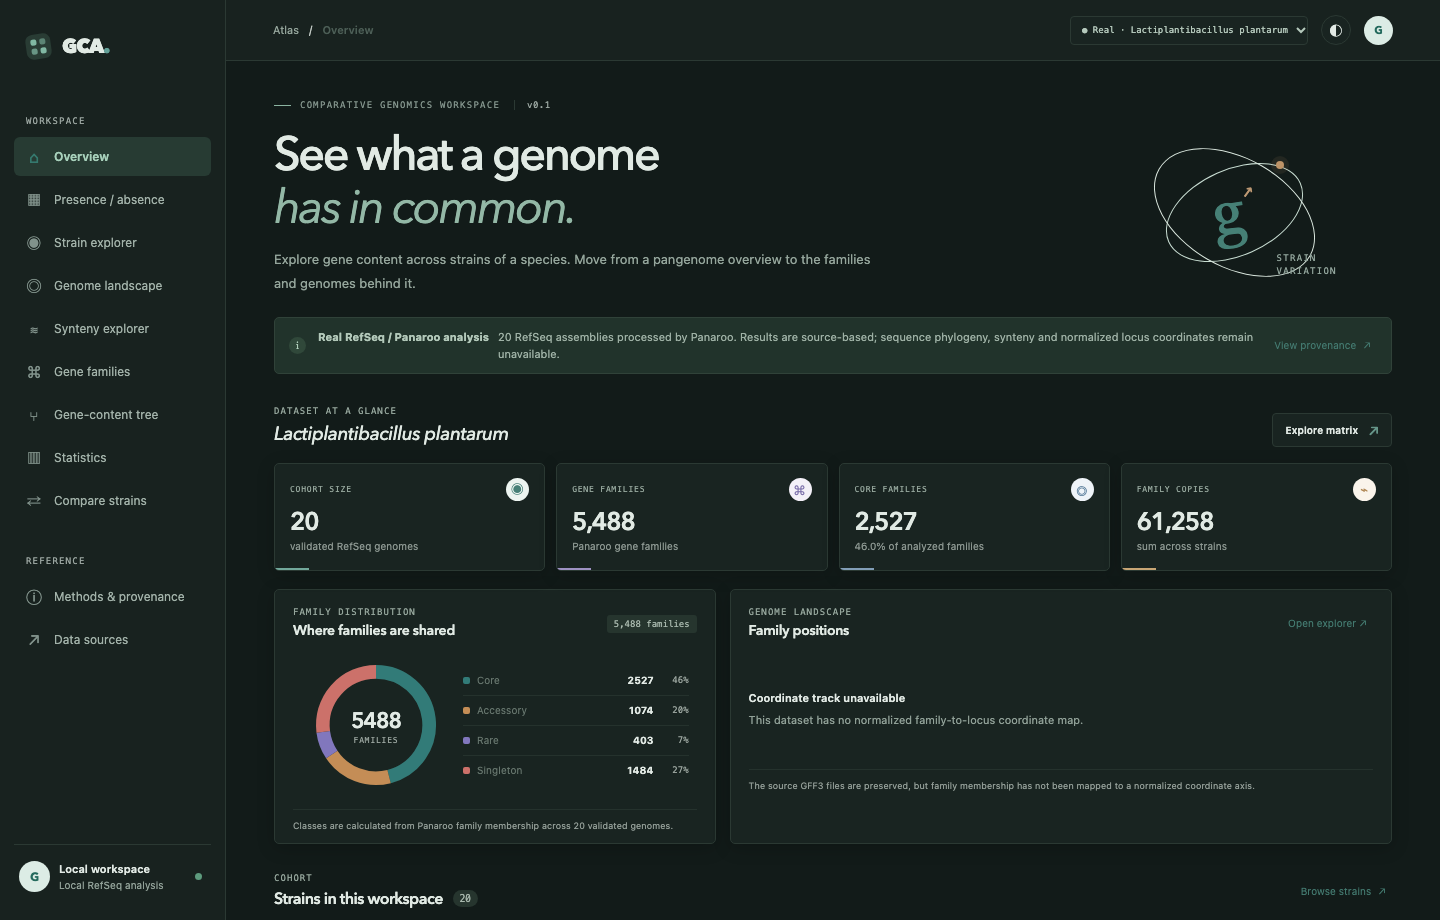 GCA.
WORKSPACE
Overview
Presence / absence
Strain explorer
Genome landscape
Synteny explorer
Gene families
Gene-content tree
Statistics
Compare strains
REFERENCE
Methods & provenance
Data sources
G
Local workspace
Local RefSeq analysis
Atlas / Overview
Real · Lactiplantibacillus plantarum
G
COMPARATIVE GENOMICS WORKSPACE v0.1
See what a genome
has in common.
Explore gene content across strains of a species. Move from a pangenome overview to the families
and genomes behind it.
g
STRAIN
VARIATION
Real RefSeq / Panaroo analysis 20 RefSeq assemblies processed by Panaroo. Results are source-based; sequence phylogeny, synteny and normalized locus coordinates remain
unavailable.
View provenance ↗
DATASET AT A GLANCE
Lactiplantibacillus plantarum
Explore matrix ↗
COHORT SIZE
20
validated RefSeq genomes
GENE FAMILIES
5,488
Panaroo gene families
CORE FAMILIES
2,527
46.0% of analyzed families
FAMILY COPIES
61,258
sum across strains
FAMILY DISTRIBUTION
Where families are shared
5,488 families
5488
FAMILIES
Core 2527 46%
Accessory 1074 20%
Rare 403 7%
Singleton 1484 27%
Classes are calculated from Panaroo family membership across 20 validated genomes.
GENOME LANDSCAPE
Family positions
Open explorer ↗
Coordinate track unavailable
This dataset has no normalized family-to-locus coordinate map.
The source GFF3 files are preserved, but family membership has not been mapped to a normalized coordinate axis.
COHORT
Strains in this workspace 20
Browse strains ↗